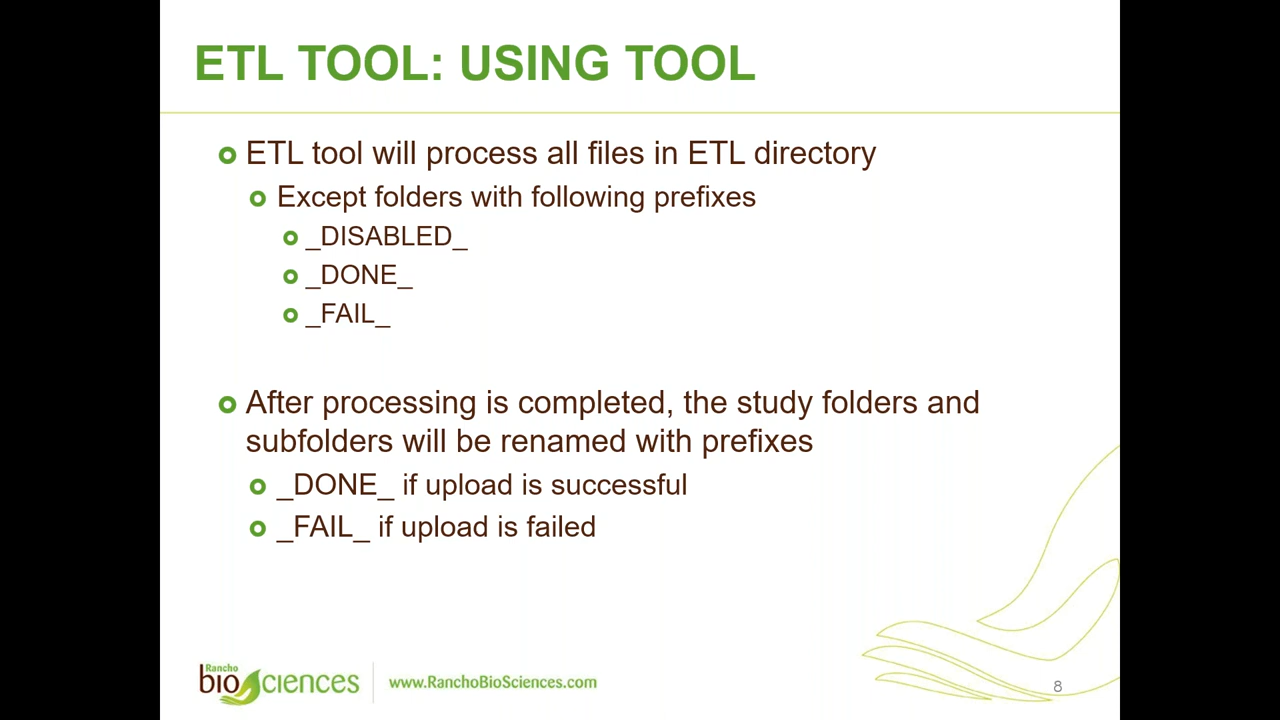 ETL TOOL: USING TOOL
ETL tool will process all files in ETL directory
Except folders with following prefixes
_DISABLED_
_DONE_
_FAIL_
After processing is completed, the study folders and
subfolders will be renamed with prefixes
_DONE_ if upload is successful
_FAIL_ if upload is failed
Rancho
bioSciences
www.RanchoBioSciences.com
8